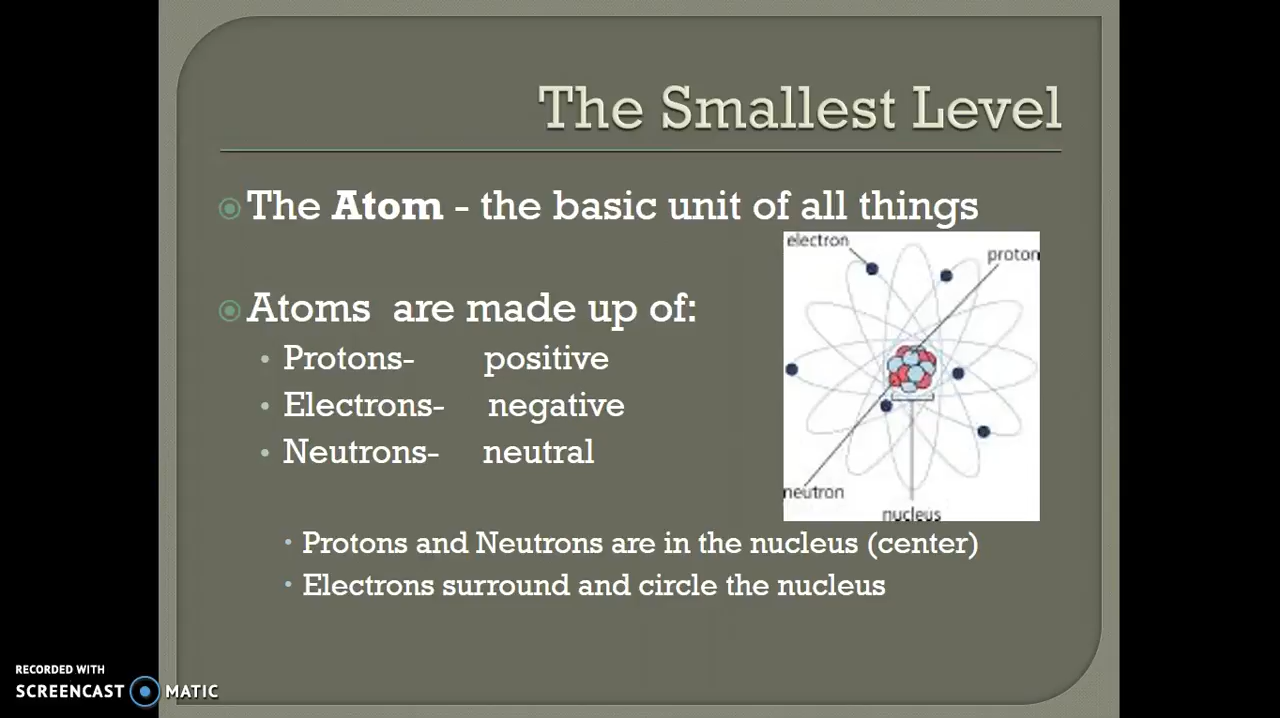 The Smallest Level
The Atom - the basic unit of all things
electron
proton
Atoms are made up of:
Protons- positive
Electrons- negative
Neutrons- neutral
neutron
nucleus
Protons and Neutrons are in the nucleus (center)
Electrons surround and circle the nucleus
RECORDED WITH
SCREENCAST MATIC